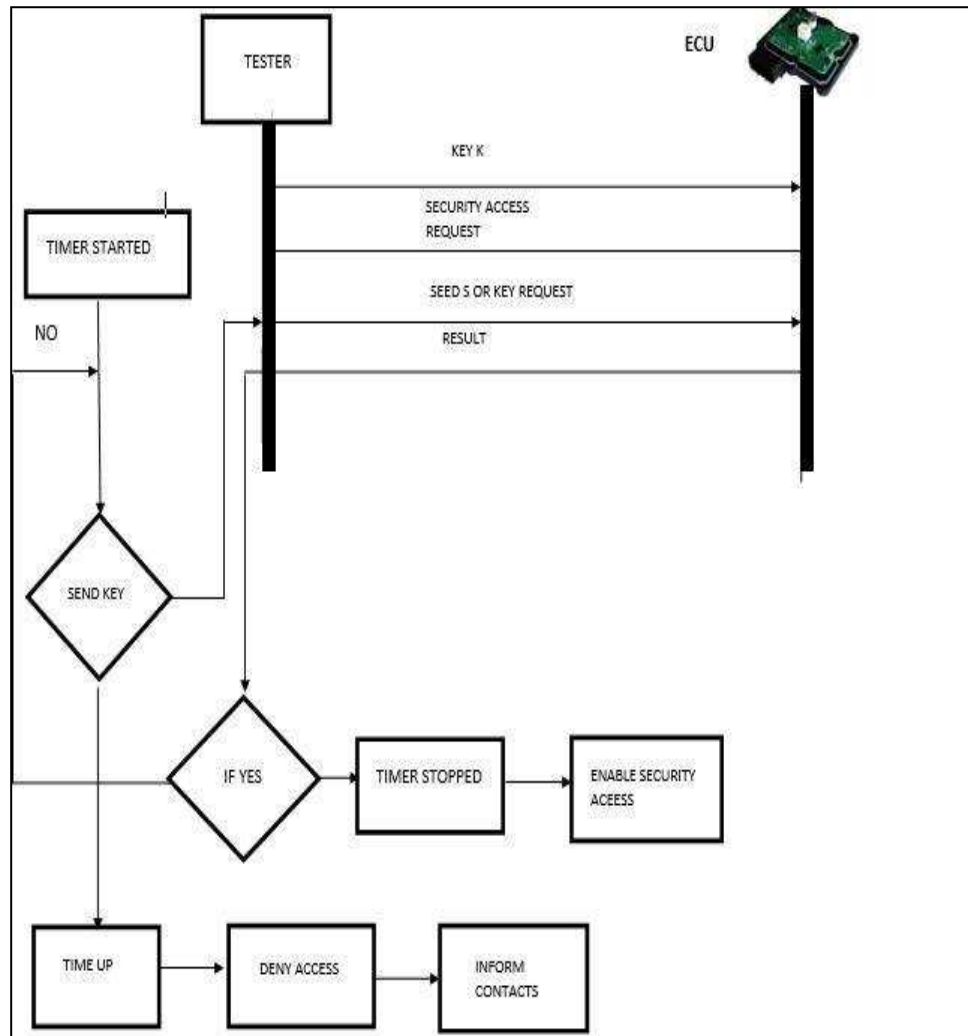 TESTER
ECU
KEY K
SECURITY ACCESS
REQUEST
TIMER STARTED
SEED S OR KEY REQUEST
NO
RESULT
SEND KEY
IF YES
TIMER STOPPED
ENABLE SECURITY
ACEESS
TIME UP
DENY ACCESS
INFORM
CONTACTS